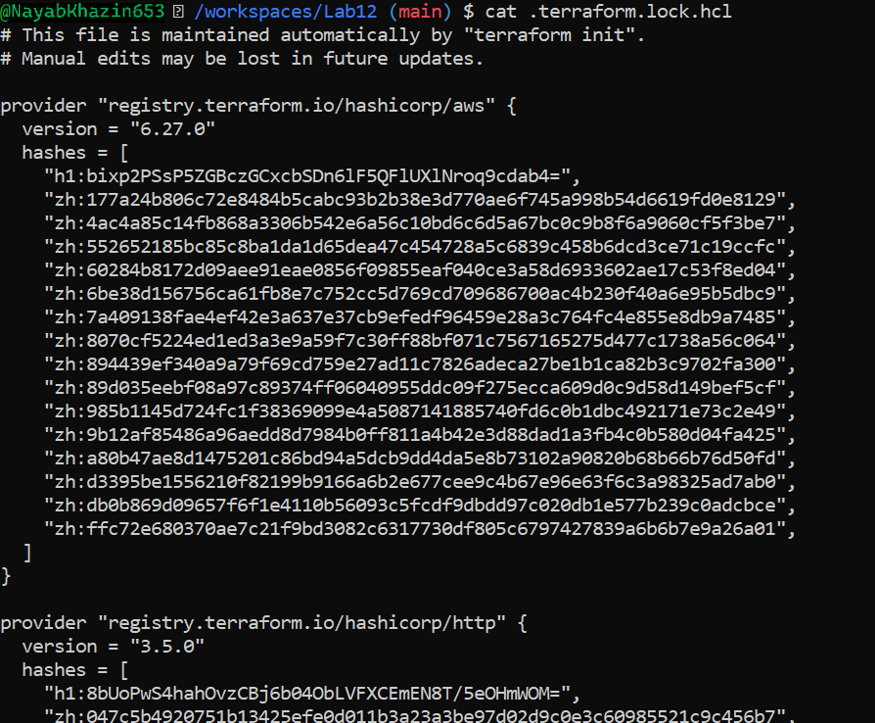 @NayabKhazin653 /workspaces/Lab12 (main) $ cat .terraform.lock.hcl
# This file is maintained automatically by "terraform init".
# Manual edits may be lost in future updates.
provider "registry.terraform.io/hashicorp/aws" {
version = "6.27.0"
hashes = [
"h1:bixp2PSsP5ZGBczGCxcbSDn6lF5QFlUXlNroq9cdab4=",
"zh:177a24b806c72e8484b5cabc93b2b38e3d770ae6f745a998b54d6619fd0e8129",
"zh:4ac4a85c14fb868a3306b542e6a56c10bd6c6d5a67bc0c9b8f6a9060cf5f3be7",
"zh:552652185bc85c8ba1da1d65dea47c454728a5c6839c458b6dcd3ce71c19ccfc",
"zh:60284b8172d09aee91eae0856f09855eaf040ce3a58d6933602ae17c53f8ed04",
"zh:6be38d156756ca61fb8e7c752cc5d769cd709686700ac4b230f40a6e95b5dbc9",
"zh:7a409138fae4ef42e3a637e37cb9efedf96459e28a3c764fc4e855e8db9a7485",
"zh:8070cf5224ed1ed3a3e9a59f7c30ff88bf071c7567165275d477c1738a56c064",
"zh:894439ef340a9a79f69cd759e27ad11c7826adeca27be1b1ca82b3c9702fa300",
"zh:89d035eebf08a97c89374ff06040955ddc09f275ecca609d0c9d58d149bef5cf",
"zh:985b1145d724fc1f38369099e4a5087141885740fd6c0b1dbc492171e73c2e49",
"zh:9b12af85486a96aedd8d7984b0ff811a4b42e3d88dad1a3fb4c0b580d04fa425",
"zh:a80b47ae8d1475201c86bd94a5dcb9dd4da5e8b73102a90820b68b66b76d50fd",
"zh:d3395be1556210f82199b9166a6b2e677cee9c4b67e96e63f6c3a98325ad7ab0",
"zh:db0b869d09657f6f1e4110b56093c5fcdf9dbdd97c020db1e577b239c0adcbce",
"zh:ffc72e680370ae7c21f9bd3082c6317730df805c6797427839a6b6b7e9a26a01",
]
}
provider "registry.terraform.io/hashicorp/http" {
version = "3.5.0"
hashes = [
"h1:8bUoPwS4hahOvzCBj6b04ObLVFXCEmEN8T/5eOHmWOM=",
"zh:047c5b4920751b13425efe0d011b3a23a3be97d02d9c0e3c60985521c9c456b7",